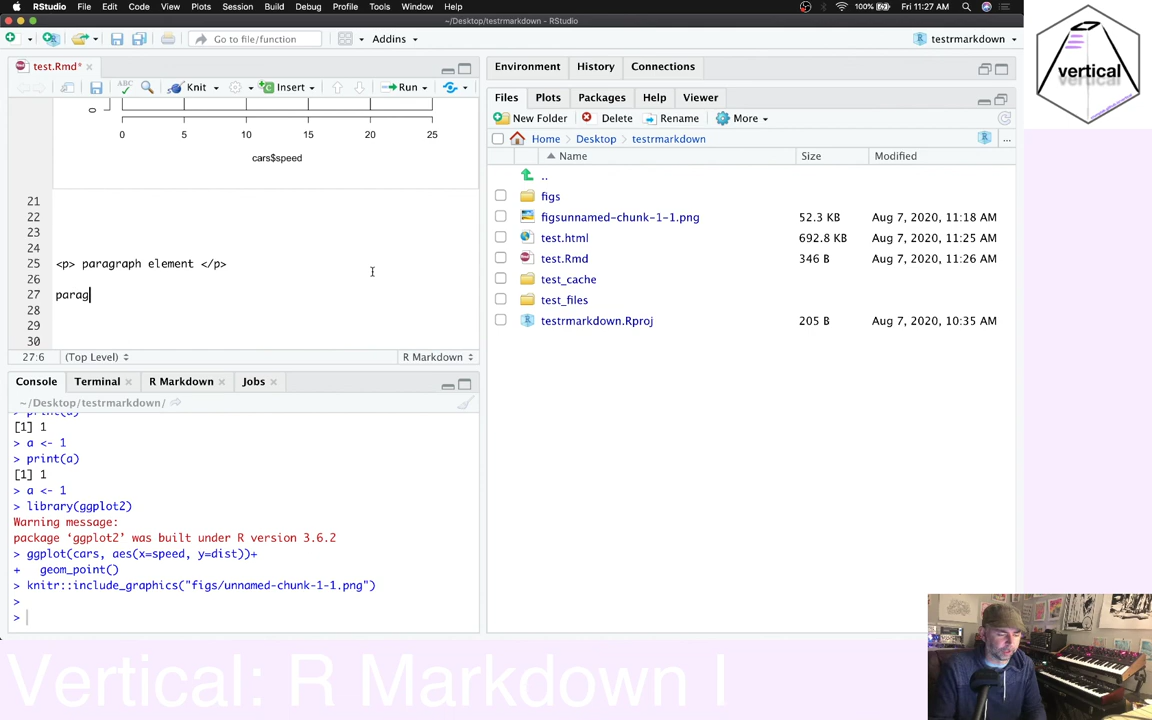 RStudio File Edit Code View Plots Session Build Debug Profile Tools Window Help 100% Fri 11:27 AM
~/Desktop/testrmarkdown - RStudio
Go to file/function Addins testrmarkdown
test.Rmd*
Knit Insert Run
0
0 5 10 15 20 25
cars$speed
21
22
23
24
25 <p> paragraph element </p>
26
27 parag
28
29
30
27:6 (Top Level) R Markdown
Console Terminal R Markdown Jobs
~/Desktop/testrmarkdown/
> print(a)
[1] 1
> a <- 1
> print(a)
[1] 1
> a <- 1
> library(ggplot2)
Warning message:
package ‘ggplot2’ was built under R version 3.6.2
> ggplot(cars, aes(x=speed, y=dist))+
+ geom_point()
> knitr::include_graphics("figs/unnamed-chunk-1-1.png")
>
>
Environment History Connections
Files Plots Packages Help Viewer
New Folder Delete Rename More
Home Desktop testrmarkdown ...
Name Size Modified
..
figs
figsunnamed-chunk-1-1.png 52.3 KB Aug 7, 2020, 11:18 AM
test.html 692.8 KB Aug 7, 2020, 11:25 AM
test.Rmd 346 B Aug 7, 2020, 11:26 AM
test_cache
test_files
testrmarkdown.Rproj 205 B Aug 7, 2020, 10:35 AM
vertical
Vertical: R Markdown I